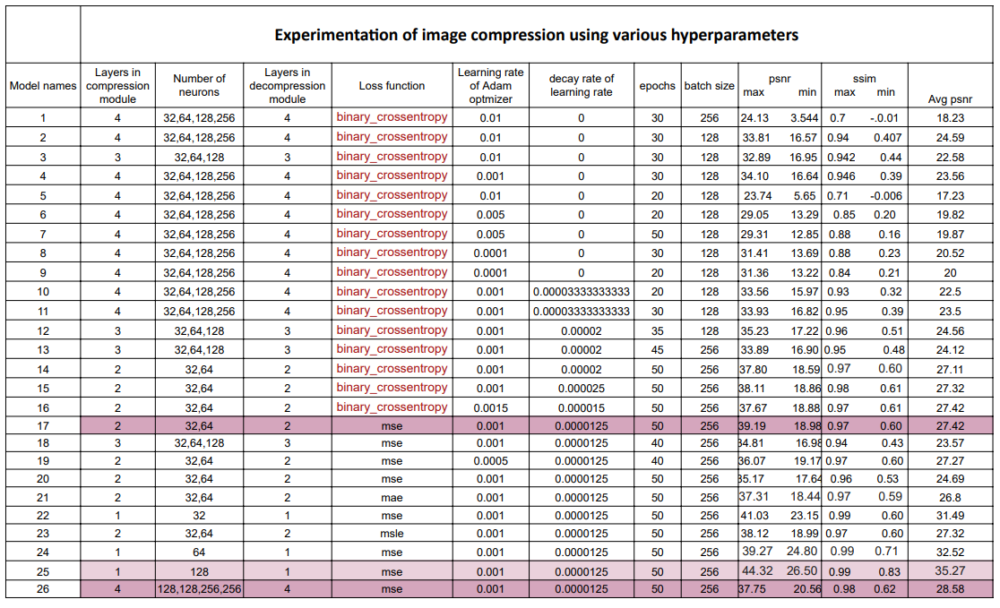 Experimentation of image compression using various hyperparameters
Model names Layers in compression module Number of neurons Layers in decompression module Loss function Learning rate of Adam optmizer decay rate of learning rate epochs batch size psnr max min ssim max min Avg psnr
1 4 32,64,128,256 4 binary_crossentropy 0.01 0 30 256 24.13 3.544 0.7 -.0.01 18.23
2 4 32,64,128,256 4 binary_crossentropy 0.01 0 30 128 33.81 16.57 0.94 0.407 24.59
3 3 32,64,128 3 binary_crossentropy 0.01 0 30 128 32.89 16.95 0.942 0.44 22.58
4 4 32,64,128,256 4 binary_crossentropy 0.001 0 30 128 34.10 16.64 0.946 0.39 23.56
5 4 32,64,128,256 4 binary_crossentropy 0.01 0 20 128 23.74 5.65 0.71 -0.006 17.23
6 4 32,64,128,256 4 binary_crossentropy 0.005 0 20 128 29.05 13.29 0.85 0.20 19.82
7 4 32,64,128,256 4 binary_crossentropy 0.005 0 50 128 29.31 12.85 0.88 0.16 19.87
8 4 32,64,128,256 4 binary_crossentropy 0.0001 0 30 128 31.41 13.69 0.88 0.23 20.52
9 4 32,64,128,256 4 binary_crossentropy 0.0001 0 20 128 31.36 13.22 0.84 0.21 20
10 4 32,64,128,256 4 binary_crossentropy 0.001 0.00003333333333 20 128 33.56 15.97 0.93 0.32 22.5
11 4 32,64,128,256 4 binary_crossentropy 0.001 0.00003333333333 30 128 33.93 16.82 0.95 0.39 23.5
12 3 32,64,128 3 binary_crossentropy 0.001 0.00002 35 128 35.23 17.22 0.96 0.51 24.56
13 3 32,64,128 3 binary_crossentropy 0.001 0.00002 45 256 33.89 16.90 0.95 0.48 24.12
14 2 32,64 2 binary_crossentropy 0.001 0.00002 50 256 37.80 18.59 0.97 0.60 27.11
15 2 32,64 2 binary_crossentropy 0.001 0.000025 50 256 38.11 18.86 0.98 0.61 27.32
16 2 32,64 2 binary_crossentropy 0.0015 0.000015 50 256 37.67 18.88 0.97 0.61 27.42
17 2 32,64 2 mse 0.001 0.0000125 50 256 39.19 18.98 0.97 0.60 27.42
18 3 32,64,128 3 mse 0.001 0.0000125 40 256 34.81 16.98 0.94 0.43 23.57
19 2 32,64 2 mse 0.0005 0.0000125 40 256 36.07 19.17 0.97 0.60 27.27
20 2 32,64 2 mse 0.001 0.0000125 50 256 35.17 17.64 0.96 0.53 24.69
21 2 32,64 2 mae 0.001 0.0000125 50 256 37.31 18.44 0.97 0.59 26.8
22 1 32 1 mse 0.001 0.0000125 50 256 41.03 23.15 0.99 0.60 31.49
23 2 32,64 2 msle 0.001 0.0000125 50 256 38.12 18.99 0.97 0.60 27.32
24 1 64 1 mse 0.001 0.0000125 50 256 39.27 24.80 0.99 0.71 32.52
25 1 128 1 mse 0.001 0.0000125 50 256 44.32 26.50 0.99 0.83 35.27
26 4 128,128,256,256 4 mse 0.001 0.0000125 50 256 37.75 20.56 0.98 0.62 28.58